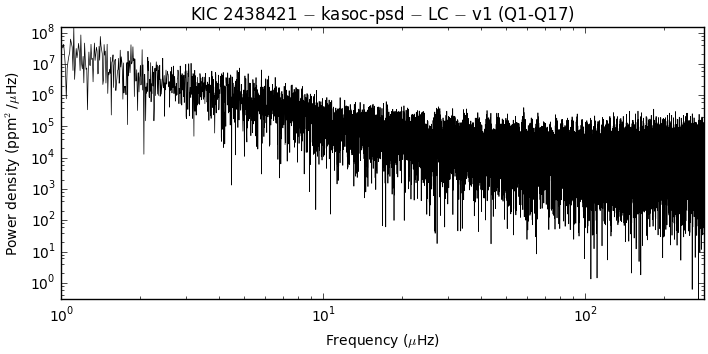 KIC 2438421 − kasoc-psd − LC − v1 (Q1-Q17)
Power density (ppm² /μHz)
10⁸
10⁷
10⁶
10⁵
10⁴
10³
10²
10¹
10⁰
10⁰ 10¹ 10²
Frequency (μHz)